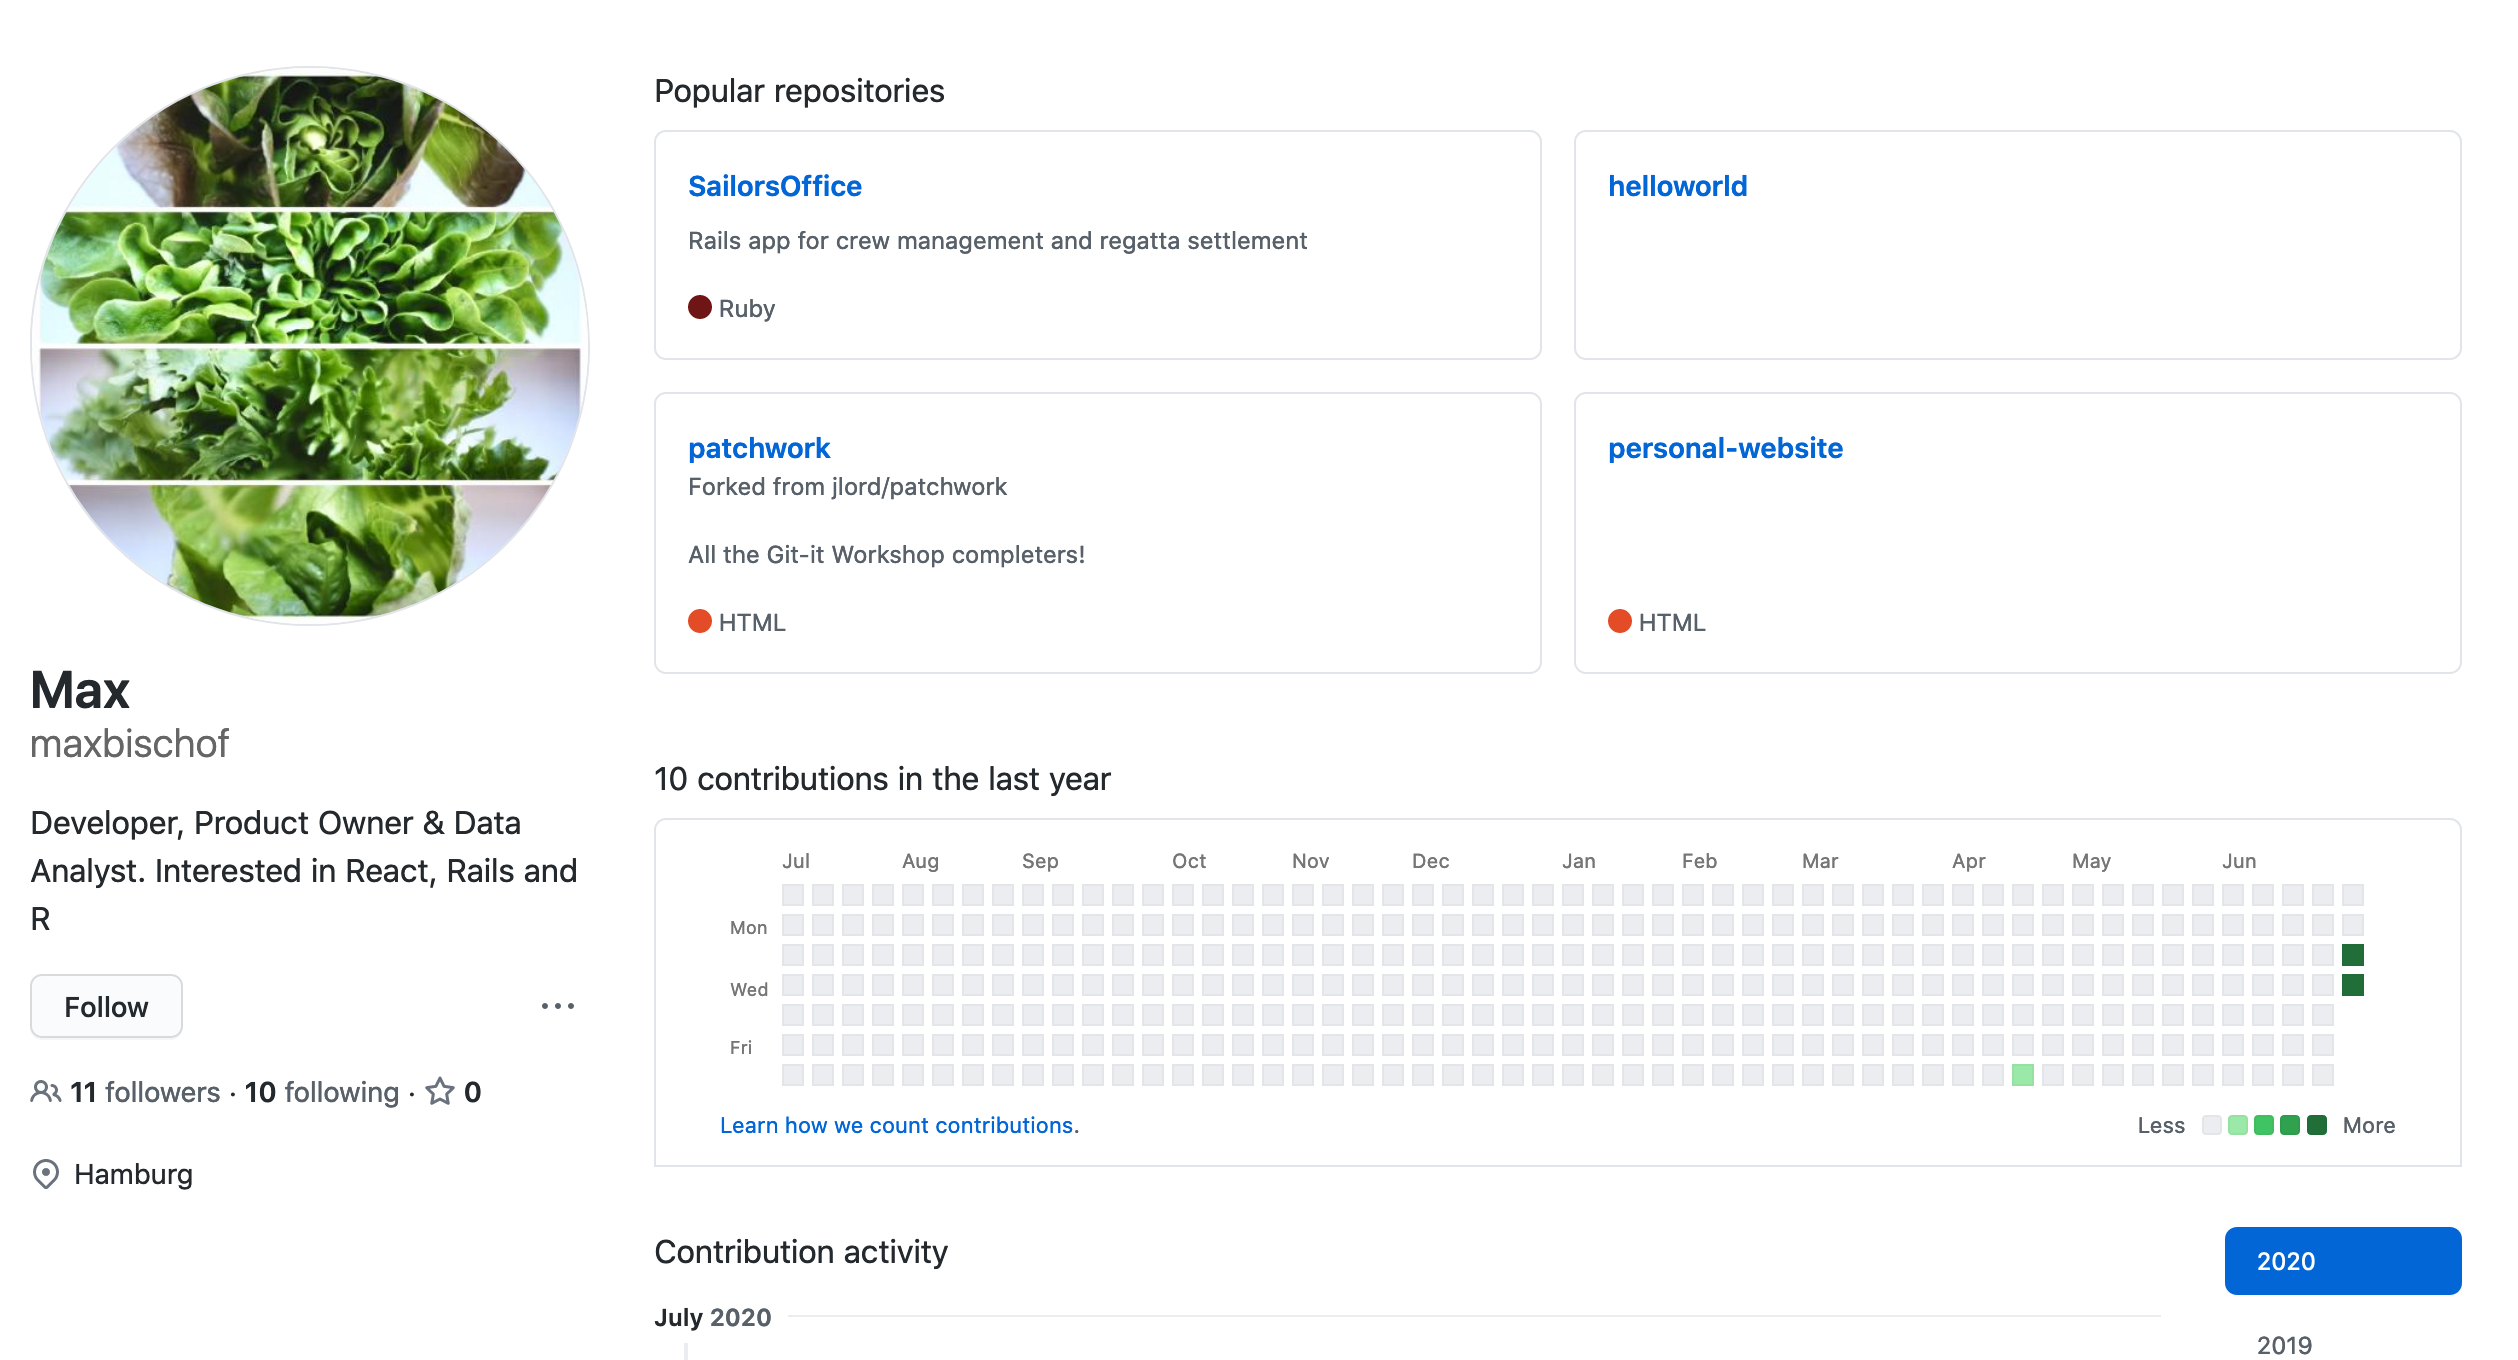 Popular repositories
SailorsOffice
Rails app for crew management and regatta settlement
Ruby
helloworld
patchwork
Forked from jlord/patchwork
All the Git-it Workshop completers!
HTML
personal-website
HTML
Max
maxbischof
Developer, Product Owner & Data
Analyst. Interested in React, Rails and
R
Follow
11 followers · 10 following · 0
Hamburg
10 contributions in the last year
Jul Aug Sep Oct Nov Dec Jan Feb Mar Apr May Jun
Mon
Wed
Fri
Learn how we count contributions.
Less More
Contribution activity
2020
July 2020
2019